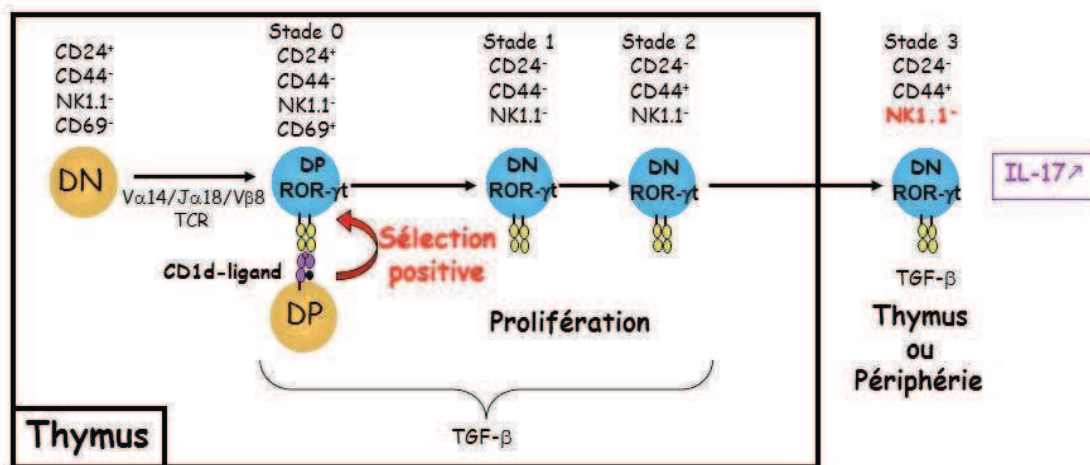 CD24⁺
CD44⁻
NK1.1⁻
CD69⁻
DN
Vα14/Jα18/Vβ8
TCR
Stade 0
CD24⁺
CD44⁻
NK1.1⁻
CD69⁺
DP
ROR-γt
CD1d-ligand
DP
Sélection
positive
Stade 1
CD24⁻
CD44⁻
NK1.1⁻
DN
ROR-γt
Stade 2
CD24⁻
CD44⁺
NK1.1⁻
DN
ROR-γt
Prolifération
TGF-β
Thymus
Stade 3
CD24⁻
CD44⁺
NK1.1⁻
DN
ROR-γt
TGF-β
Thymus
ou
Périphérie
IL-17↗